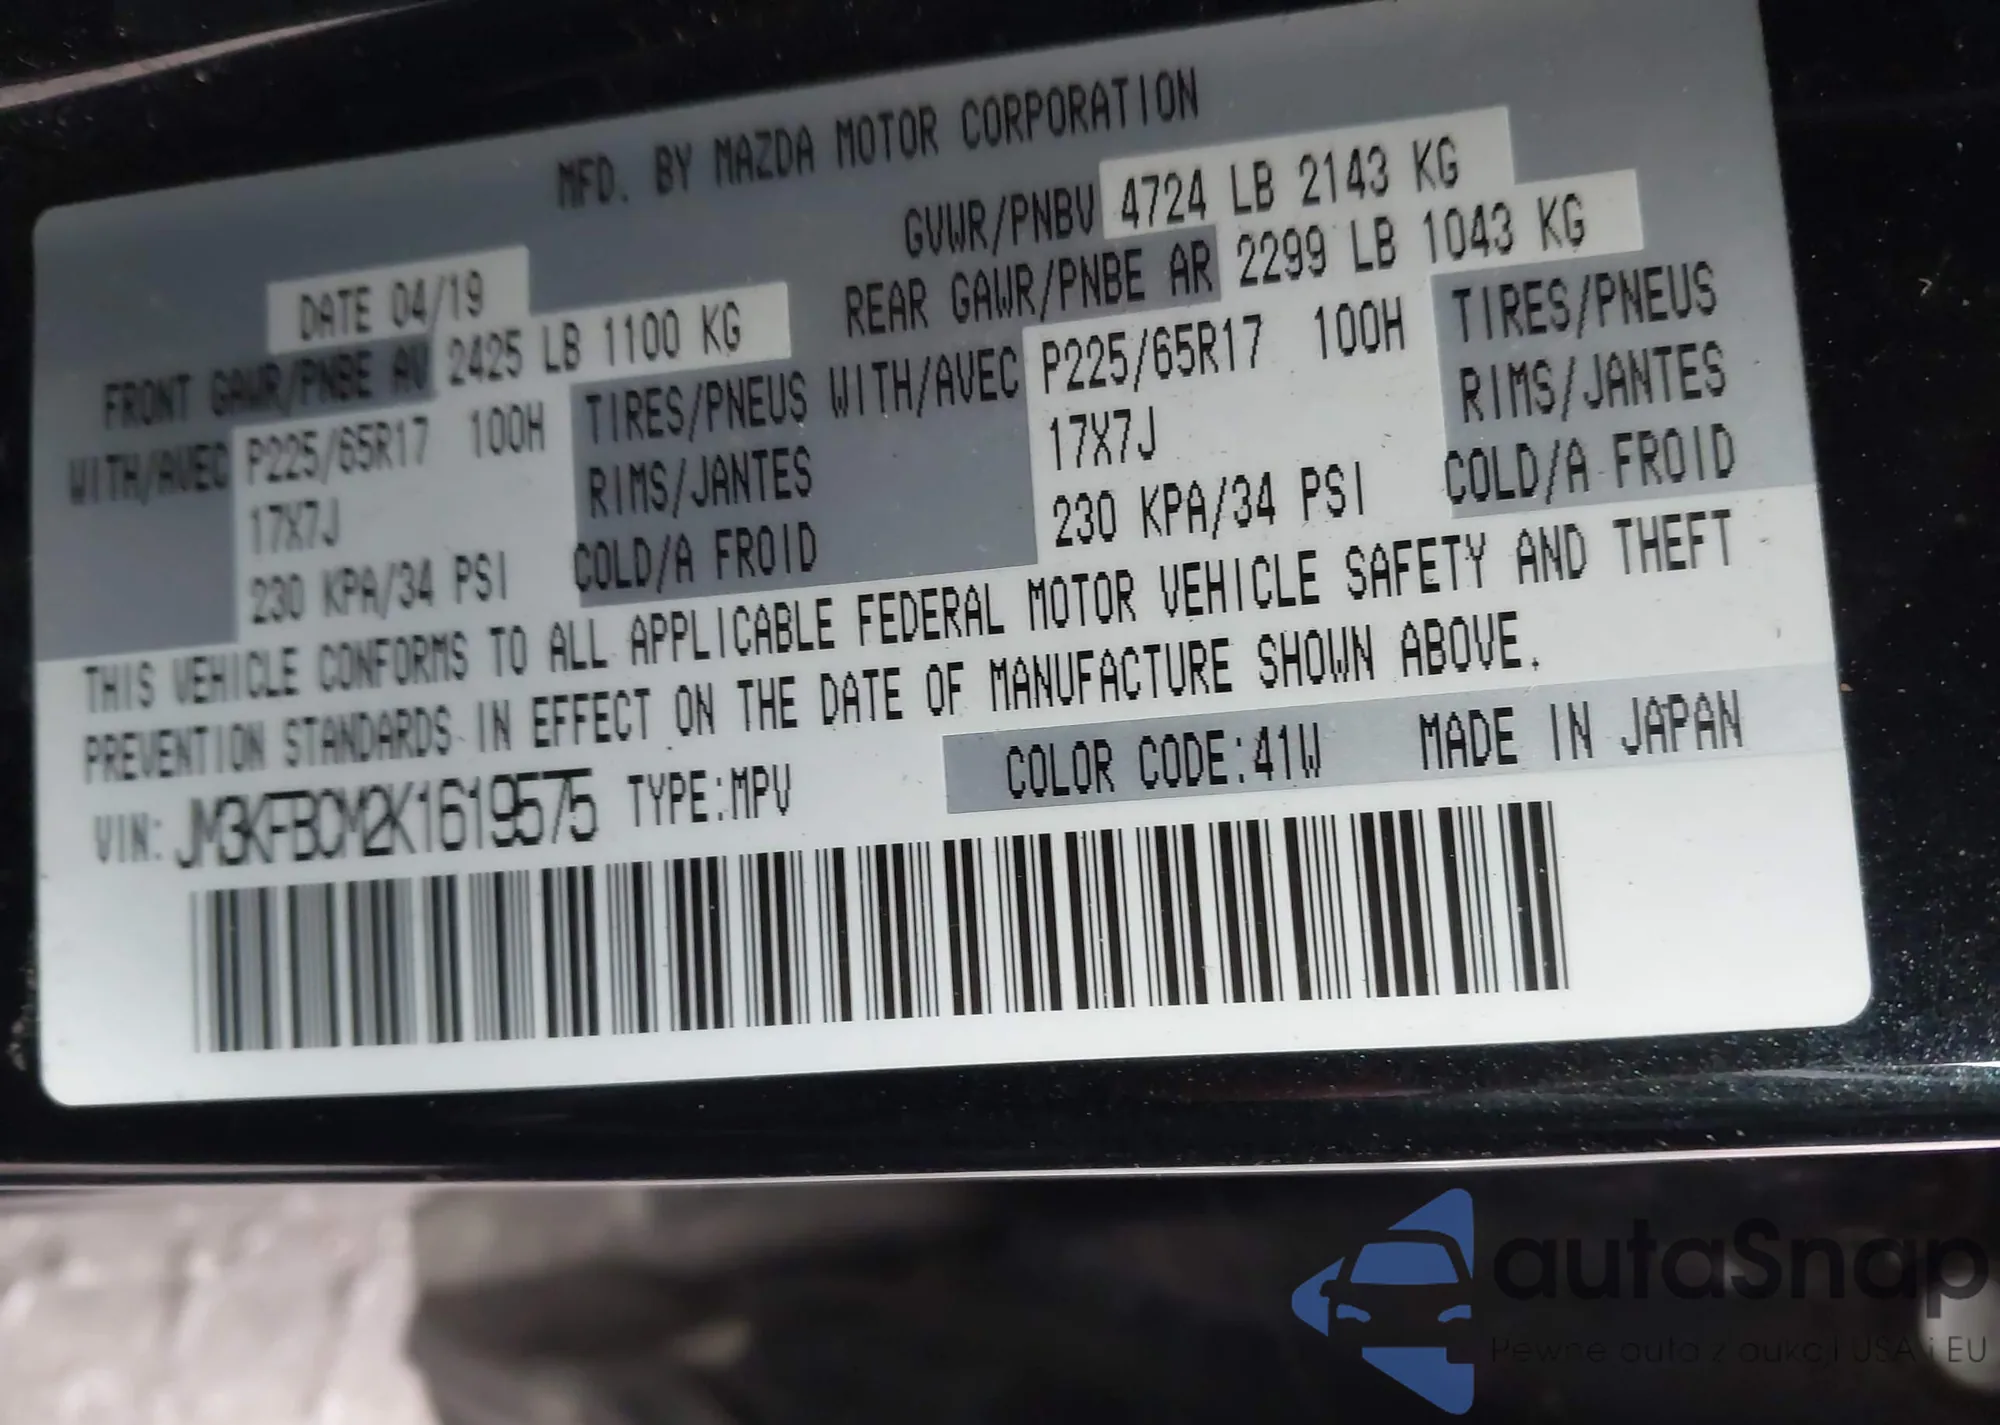 MFD. BY MAZDA MOTOR CORPORATION
DATE 04/19 GVWR/PNBV 4724 LB 2143 KG
FRONT GAWR/PNBE AV 2425 LB 1100 KG REAR GAWR/PNBE AR 2299 LB 1043 KG
WITH/AVEC P225/65R17 100H TIRES/PNEUS WITH/AVEC P225/65R17 100H TIRES/PNEUS
17X7J RIMS/JANTES 17X7J RIMS/JANTES
230 KPA/34 PSI COLD/A FROID 230 KPA/34 PSI COLD/A FROID
THIS VEHICLE CONFORMS TO ALL APPLICABLE FEDERAL MOTOR VEHICLE SAFETY AND THEFT
PREVENTION STANDARDS IN EFFECT ON THE DATE OF MANUFACTURE SHOWN ABOVE.
VIN: JM3KFBCM2K1619575 TYPE:MPV COLOR CODE:41W MADE IN JAPAN
autaSnap
Pewne auta z aukcji USA i EU